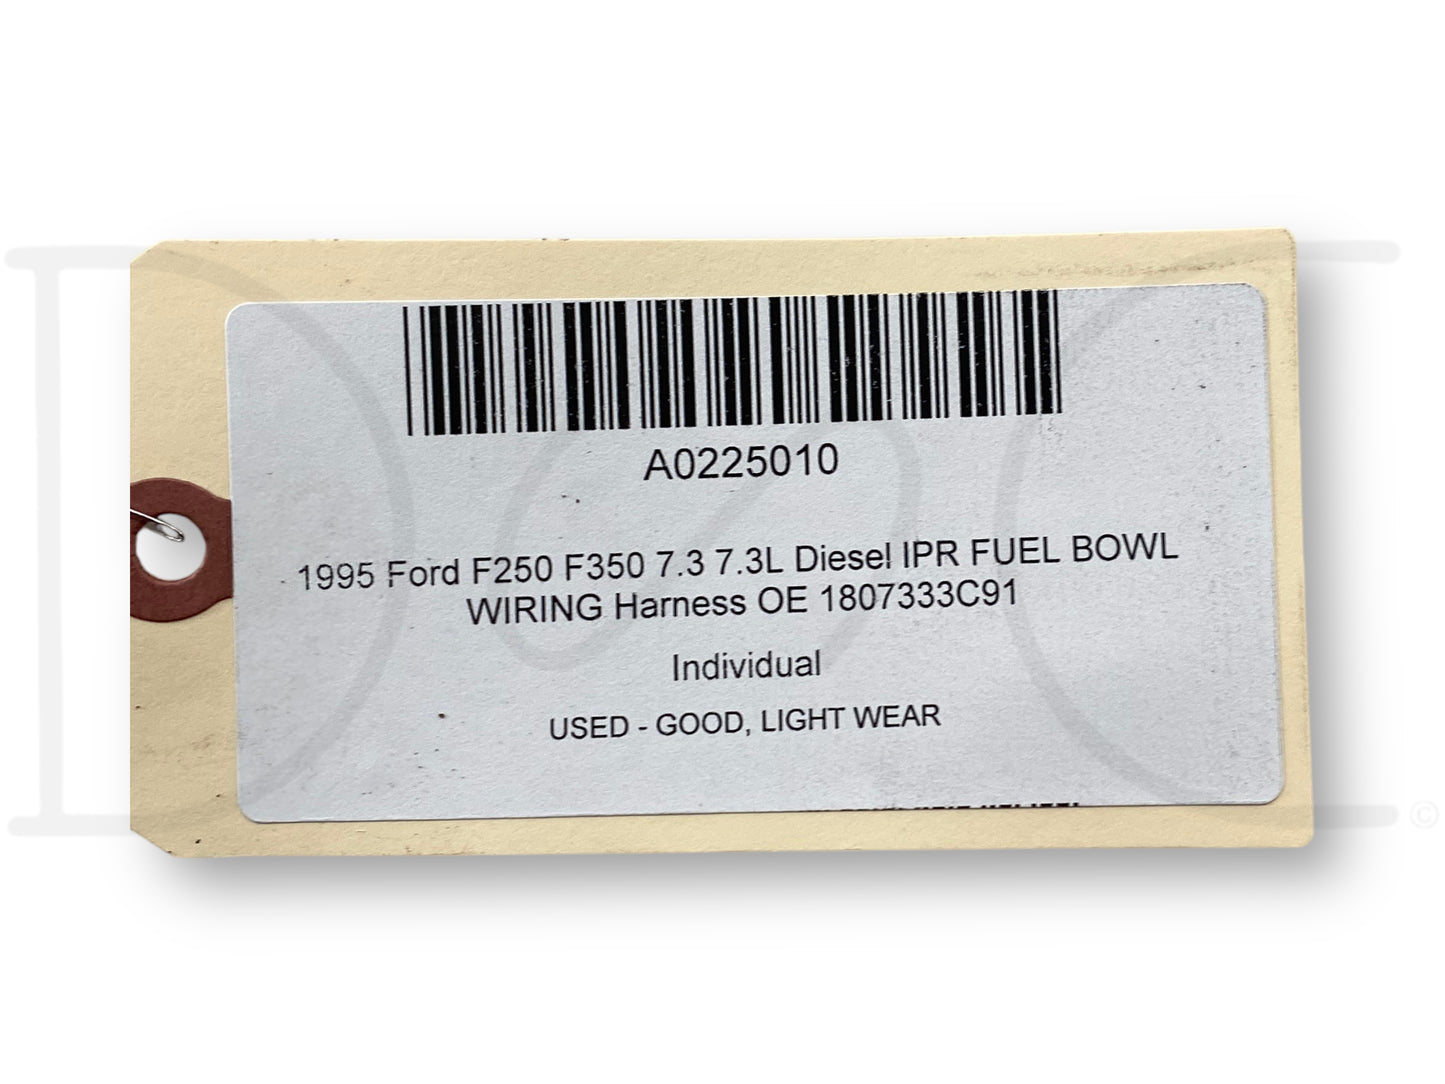 A0225010
1995 Ford F250 F350 7.3 7.3L Diesel IPR FUEL BOWL
WIRING Harness OE 1807333C91
Individual
USED - GOOD, LIGHT WEAR
©